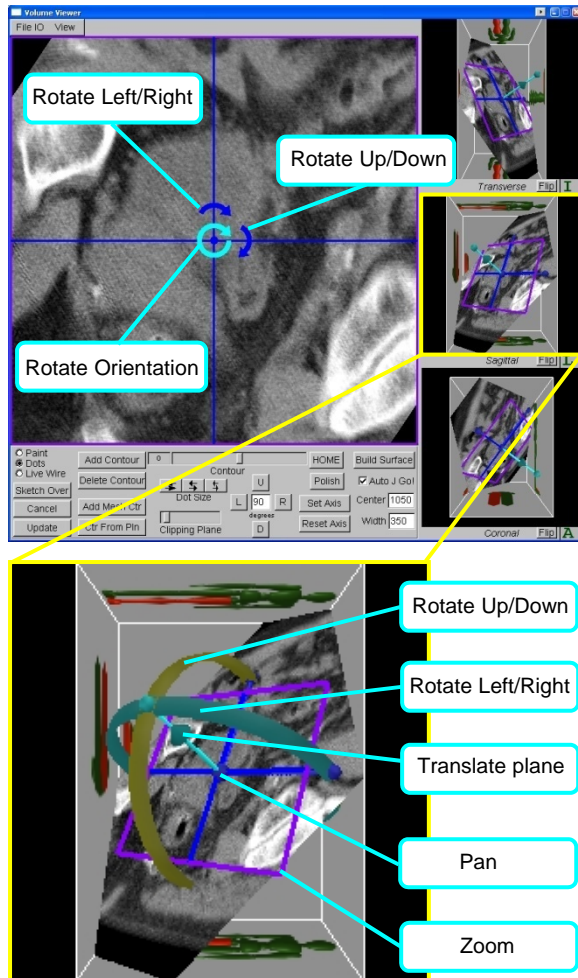 Volume Viewer
File IO View
Rotate Left/Right
Rotate Up/Down
Rotate Orientation
Transverse Flip I
Sagittal Flip L
Coronal Flip A
Paint
Dots
Live Wire
Sketch Over
Cancel
Update
Add Contour
Delete Contour
Add Mesh Ctr
Ctr From Pln
0
Contour
Dot Size
Clipping Plane
U
L 90 R
degrees
D
HOME
Polish
Set Axis
Reset Axis
Build Surface
Auto J Go!
Center 1050
Width 350
Rotate Up/Down
Rotate Left/Right
Translate plane
Pan
Zoom